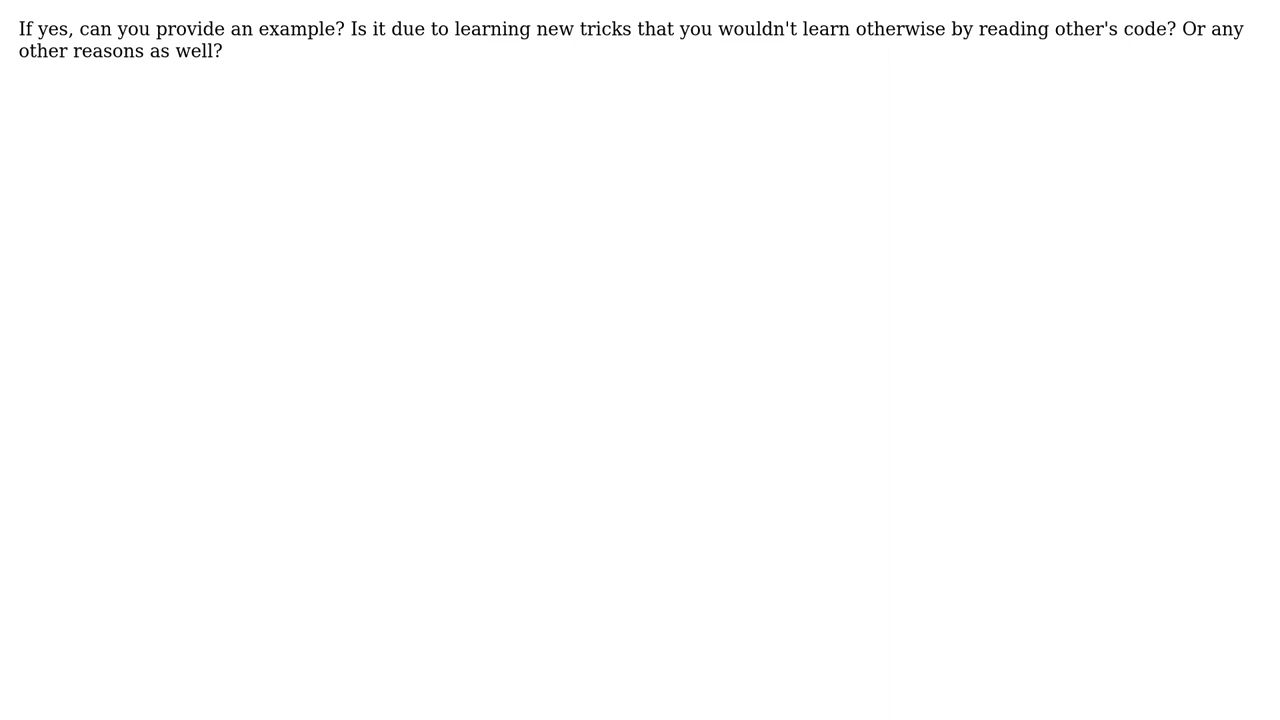 If yes, can you provide an example? Is it due to learning new tricks that you wouldn't learn otherwise by reading other's code? Or any
other reasons as well?